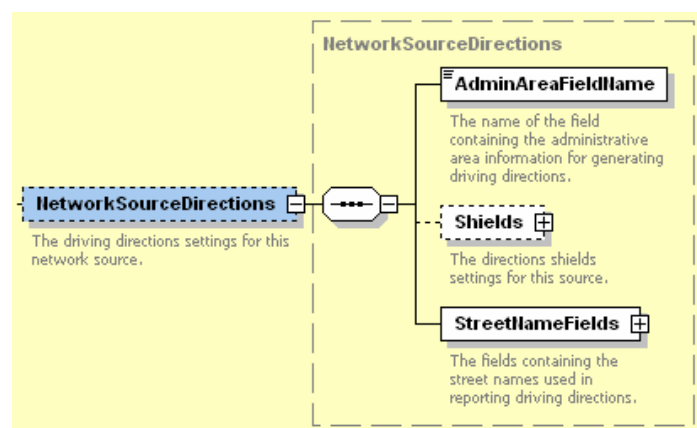 NetworkSourceDirections
AdminAreaFieldName
The name of the field
containing the administrative
area information for generating
driving directions.
NetworkSourceDirections
The driving directions settings for this
network source.
Shields
The directions shields
settings for this source.
StreetNameFields
The fields containing the
street names used in
reporting driving directions.